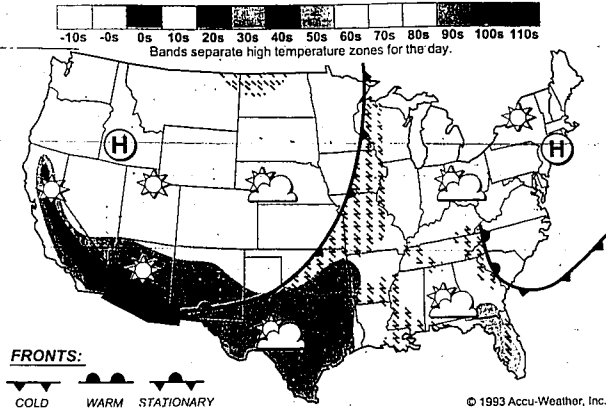 -10s -0s 0s 10s 20s 30s 40s 50s 60s 70s 80s 90s 100s 110s
Bands separate high temperature zones for the day.
H
H
FRONTS:
COLD WARM STATIONARY
© 1993 Accu-Weather, Inc.